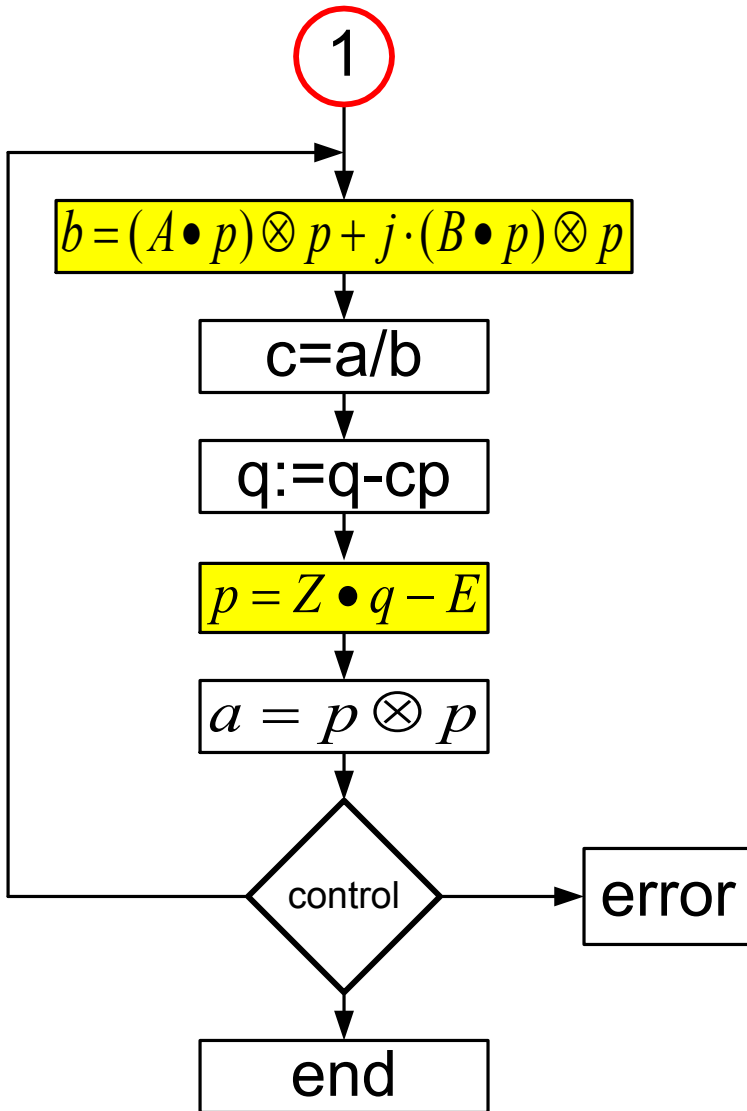 1
b = (A • p) ⊗ p + j · (B • p) ⊗ p
c=a/b
q:=q-cp
p = Z • q − E
a = p ⊗ p
control
error
end